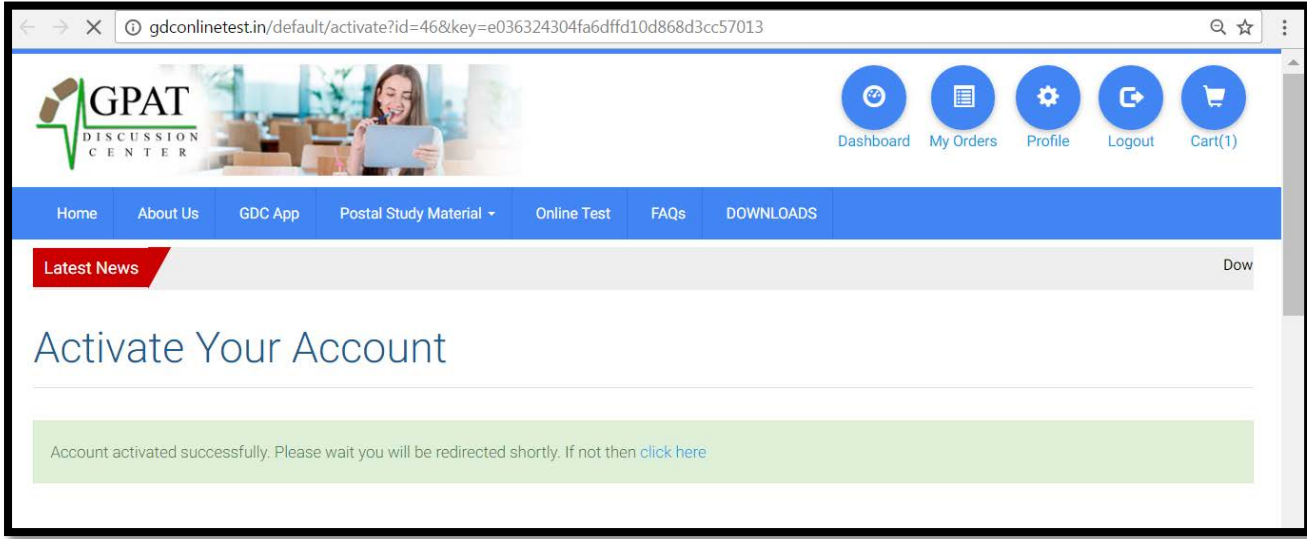 gdconlinetest.in/default/activate?id=46&key=e036324304fa6dffd10d868d3cc57013
GPAT
DISCUSSION
CENTER
Dashboard My Orders Profile Logout Cart(1)
Home About Us GDC App Postal Study Material Online Test FAQs DOWNLOADS
Latest News Dow
Activate Your Account
Account activated successfully. Please wait you will be redirected shortly. If not then click here